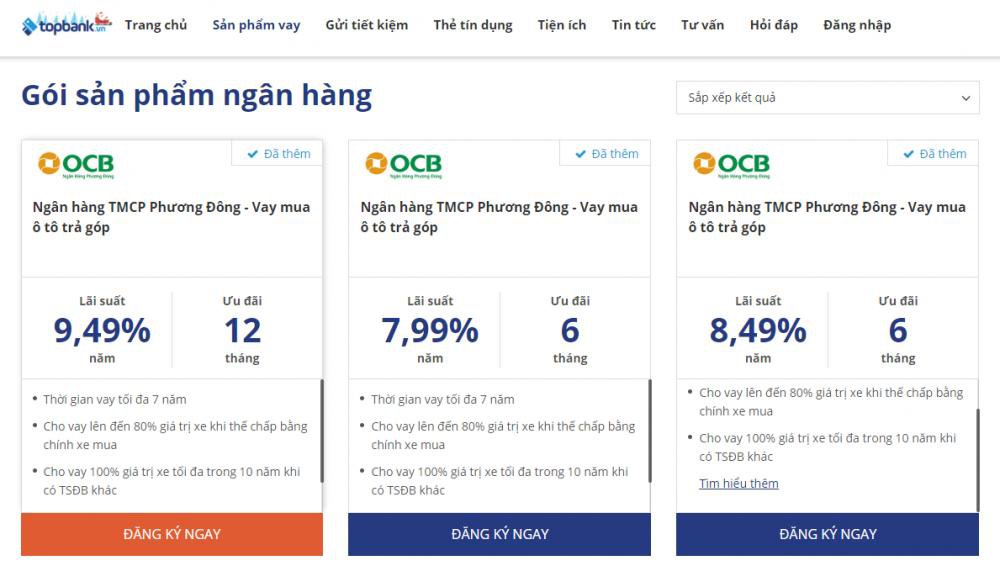 topbank.vn Trang chủ Sản phẩm vay Gửi tiết kiệm Thẻ tín dụng Tiện ích Tin tức Tư vấn Hỏi đáp Đăng nhập
Gói sản phẩm ngân hàng
Sắp xếp kết quả
Đã thêm
OCB
Ngân Hàng Phương Đông
Ngân hàng TMCP Phương Đông - Vay mua
ô tô trả góp
Lãi suất
9,49%
năm
Ưu đãi
12
tháng
Thời gian vay tối đa 7 năm
Cho vay lên đến 80% giá trị xe khi thế chấp bằng
chính xe mua
Cho vay 100% giá trị xe tối đa trong 10 năm khi
có TSĐB khác
ĐĂNG KÝ NGAY
Đã thêm
OCB
Ngân Hàng Phương Đông
Ngân hàng TMCP Phương Đông - Vay mua
ô tô trả góp
Lãi suất
7,99%
năm
Ưu đãi
6
tháng
Thời gian vay tối đa 7 năm
Cho vay lên đến 80% giá trị xe khi thế chấp bằng
chính xe mua
Cho vay 100% giá trị xe tối đa trong 10 năm khi
có TSĐB khác
ĐĂNG KÝ NGAY
Đã thêm
OCB
Ngân Hàng Phương Đông
Ngân hàng TMCP Phương Đông - Vay mua
ô tô trả góp
Lãi suất
8,49%
năm
Ưu đãi
6
tháng
Cho vay lên đến 80% giá trị xe khi thế chấp bằng
chính xe mua
Cho vay 100% giá trị xe tối đa trong 10 năm khi
có TSĐB khác
Tìm hiểu thêm
ĐĂNG KÝ NGAY